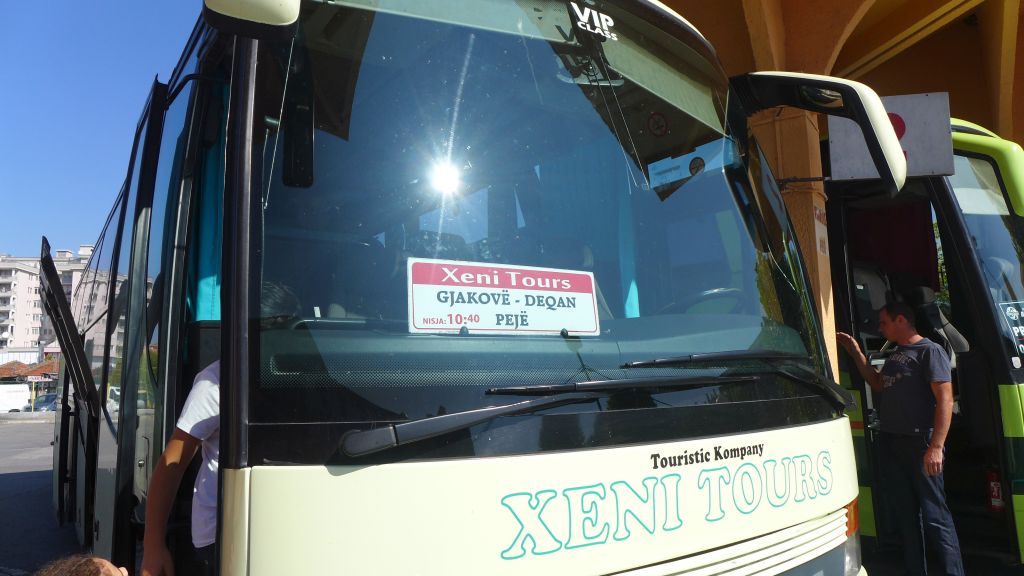 VIP
CLASS
Xeni Tours
GJAKOVË - DEQAN
NISJA: 10:40 PEJË
Touristic Kompany
XENI TOURS